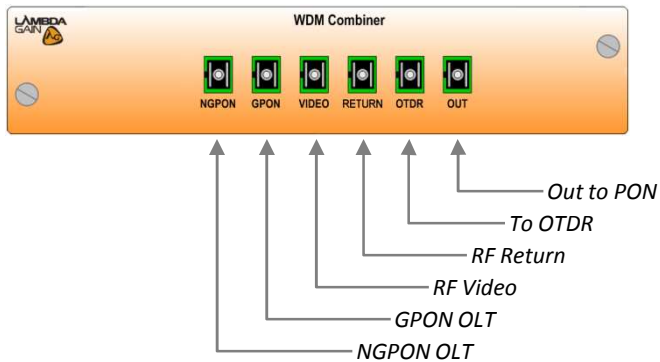 LAMBDA
GAIN λG
WDM Combiner
NGPON GPON VIDEO RETURN OTDR OUT
Out to PON
To OTDR
RF Return
RF Video
GPON OLT
NGPON OLT